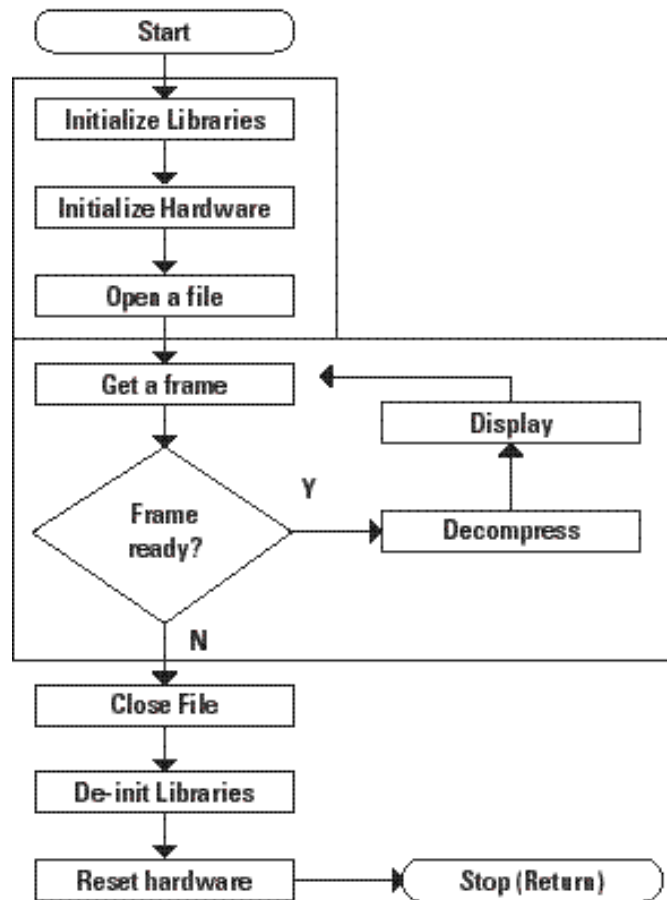 Start
Initialize Libraries
Initialize Hardware
Open a file
Get a frame
Display
Y
Frame
ready?
Decompress
N
Close File
De-init Libraries
Reset hardware
Stop (Return)